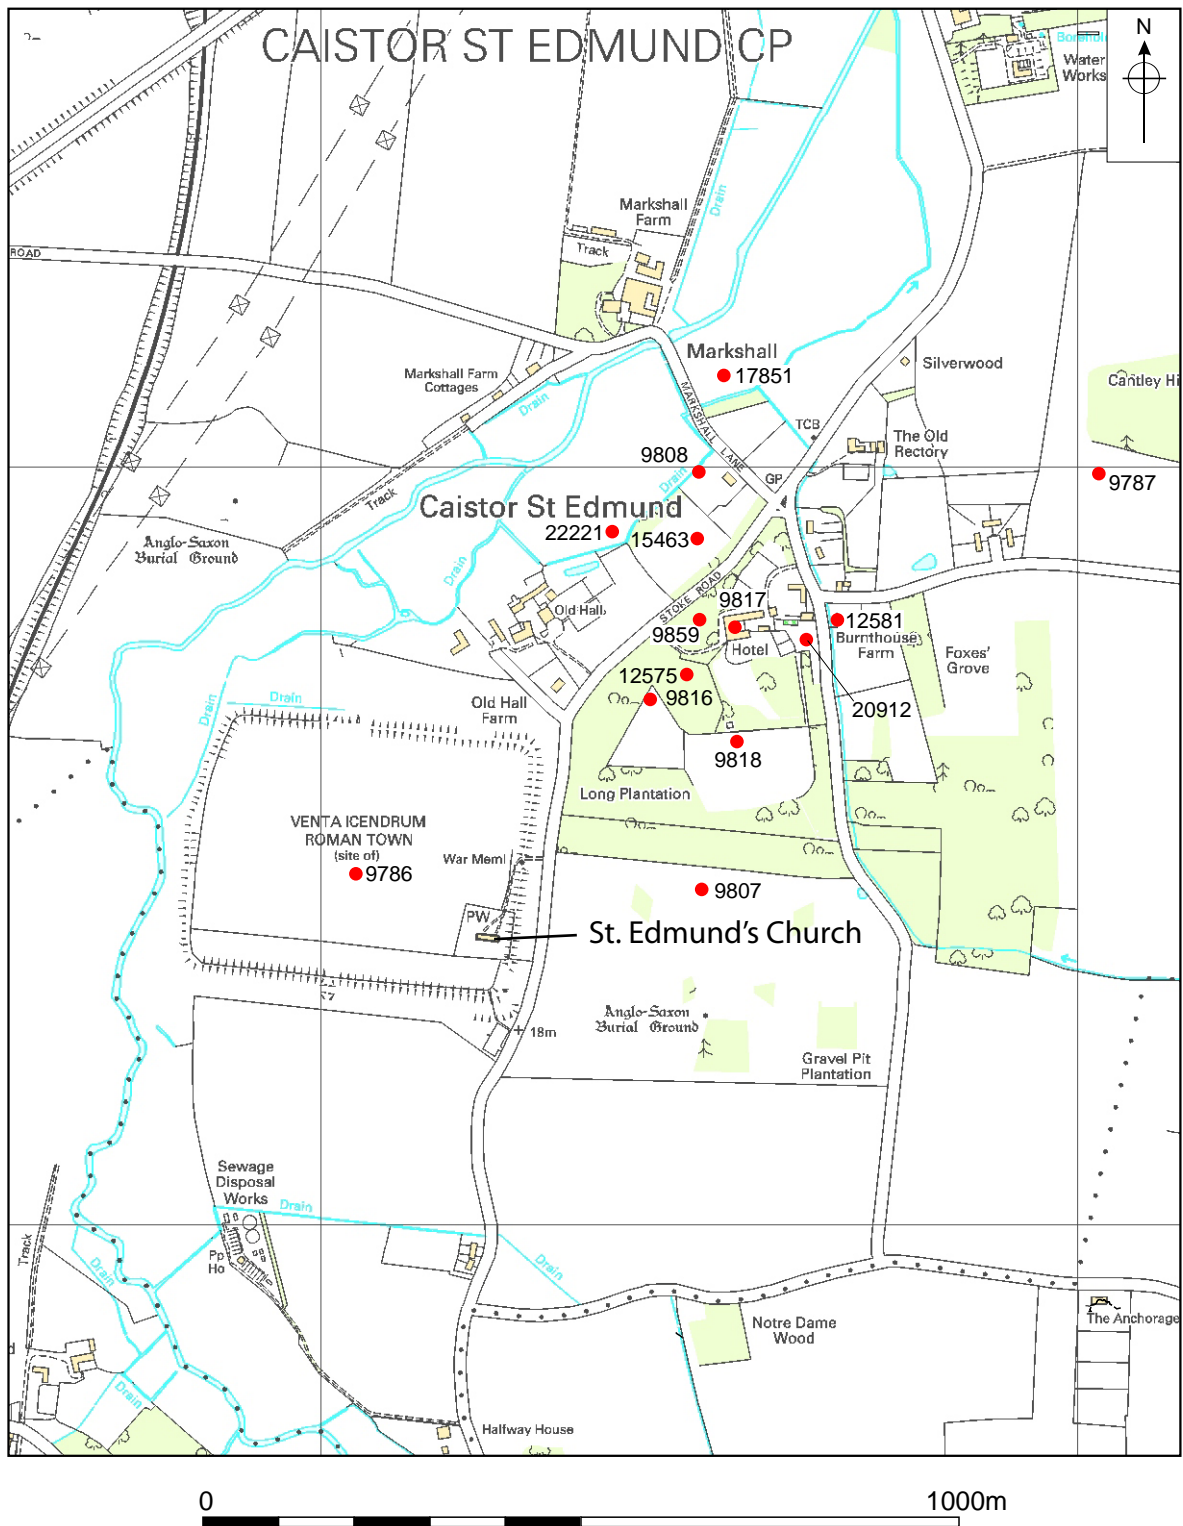 CAISTOR ST EDMUND CP
N
Borehole
Water
Works
Drain
Markshall
Farm
Track
ROAD
Markshall
17851
Silverwood
Markshall Farm
Cottages
Drain
MARKSHALL LANE
Cantley Hi
TCB
The Old
Rectory
9808
Drain
GP
9787
Track
Caistor St Edmund
22221
15463
Anglo-Saxon
Burial Ground
Drain
Old Hall
STOKE ROAD
9817
9859
Hotel
12581
Burnthouse
Farm
Foxes'
Grove
12575
9816
20912
Drain
Drain
Old Hall
Farm
9818
Long Plantation
VENTA ICENDRUM
ROMAN TOWN
(site of)
War Meml
9786
9807
PW
St. Edmund's Church
Anglo-Saxon
Burial Ground
18m
Gravel Pit
Plantation
Sewage
Disposal
Works
Drain
Track
Pp
Ho
Drain
Drain
Notre Dame
Wood
The Anchorage
Drain
Halfway House
0
1000m